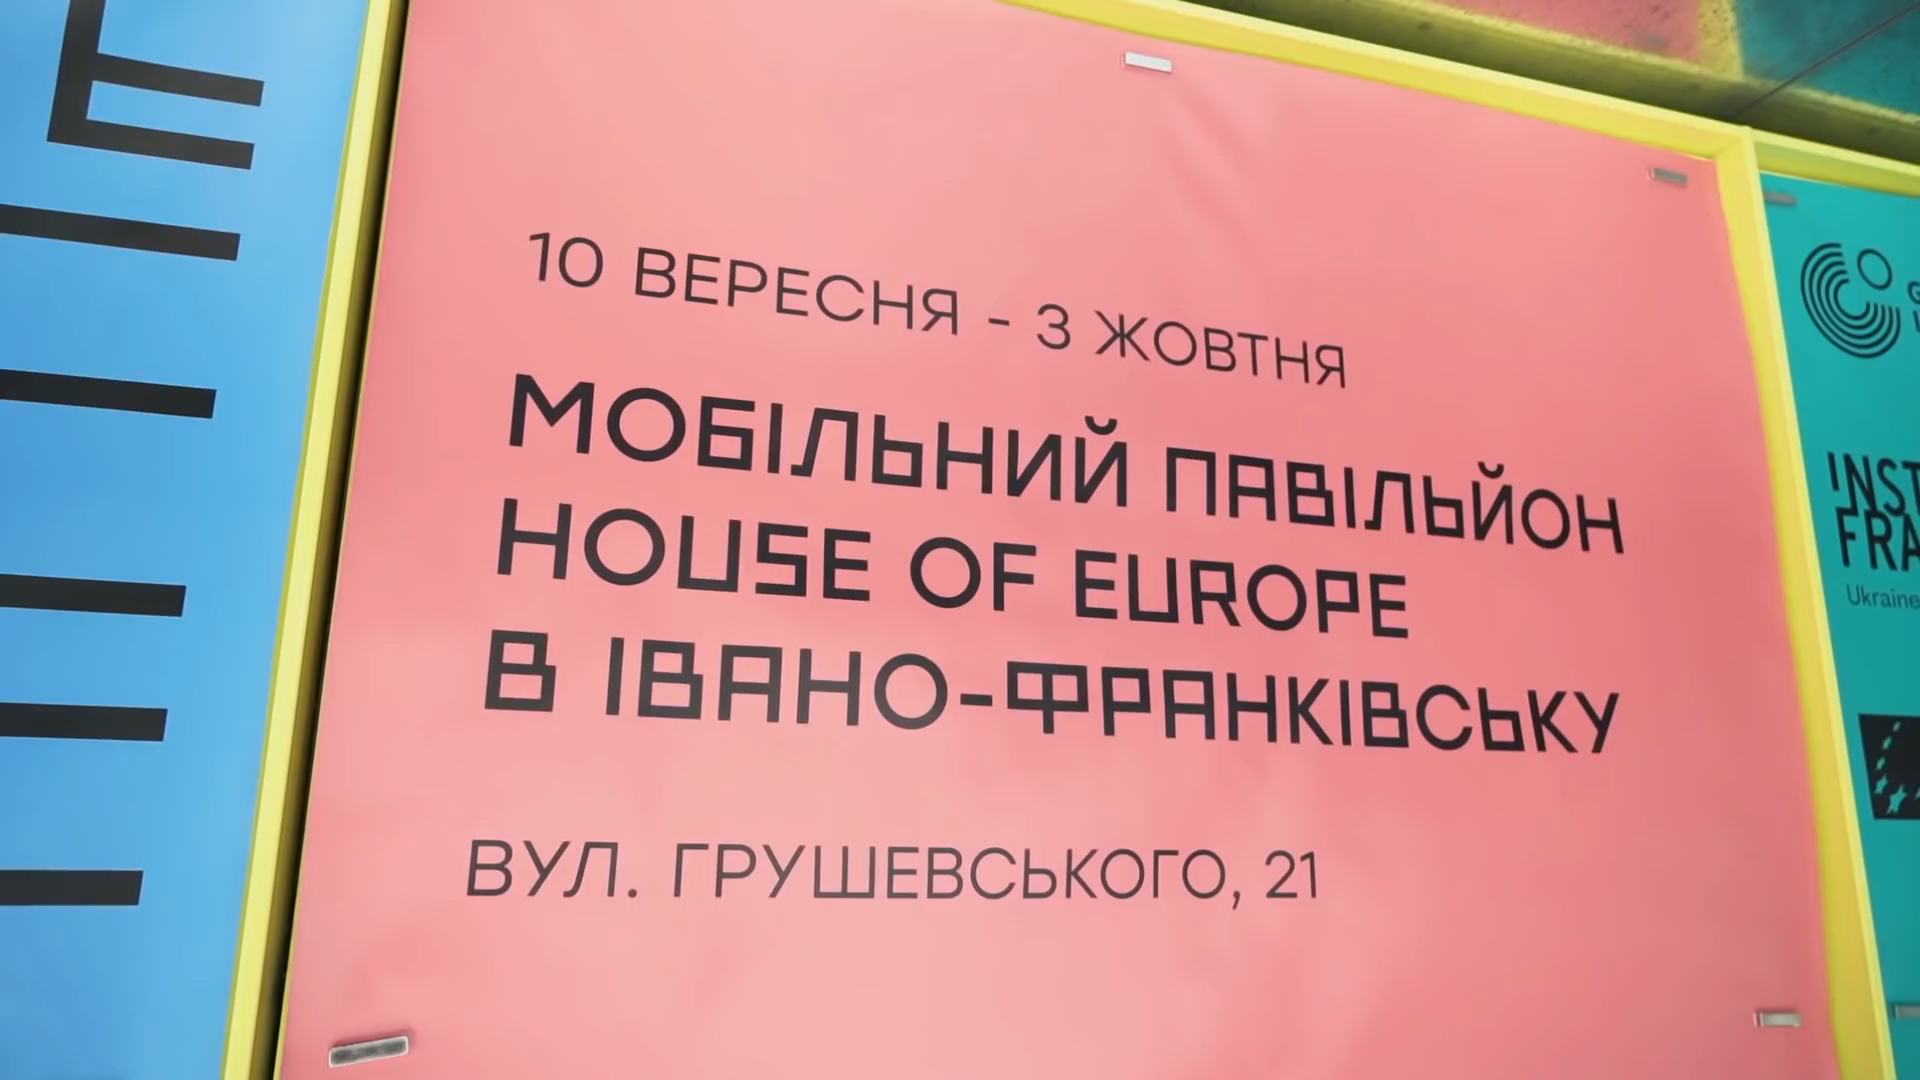 10 ВЕРЕСНЯ - 3 ЖОВТНЯ
МОБІЛЬНИЙ ПАВІЛЬЙОН
HOUSE OF EUROPE
В ІВАНО-ФРАНКІВСЬКУ
ВУЛ. ГРУШЕВСЬКОГО, 21
Ukraine